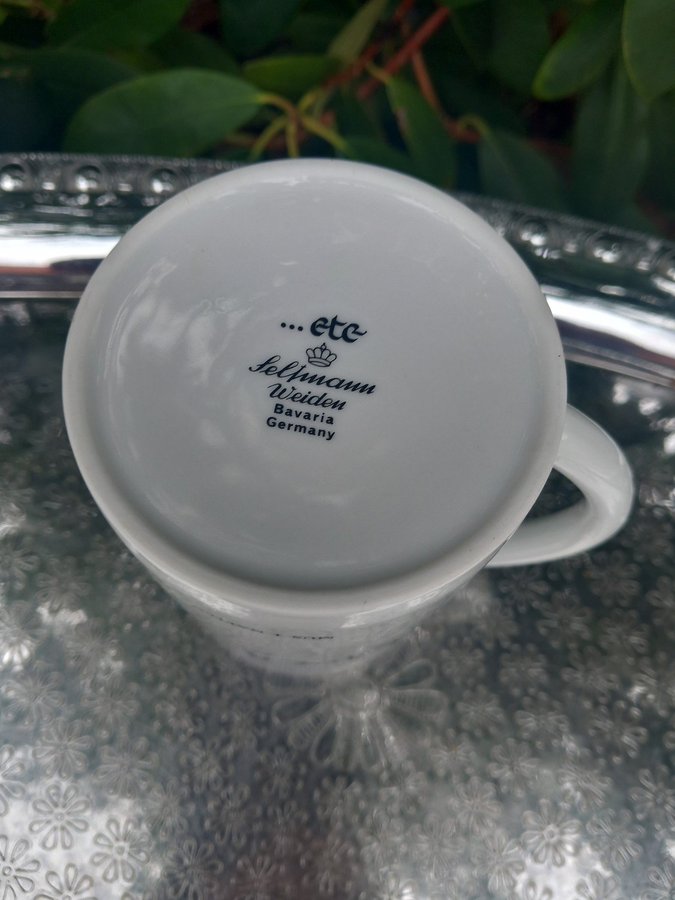 ...etc
Seltmann
Weiden
Bavaria
Germany